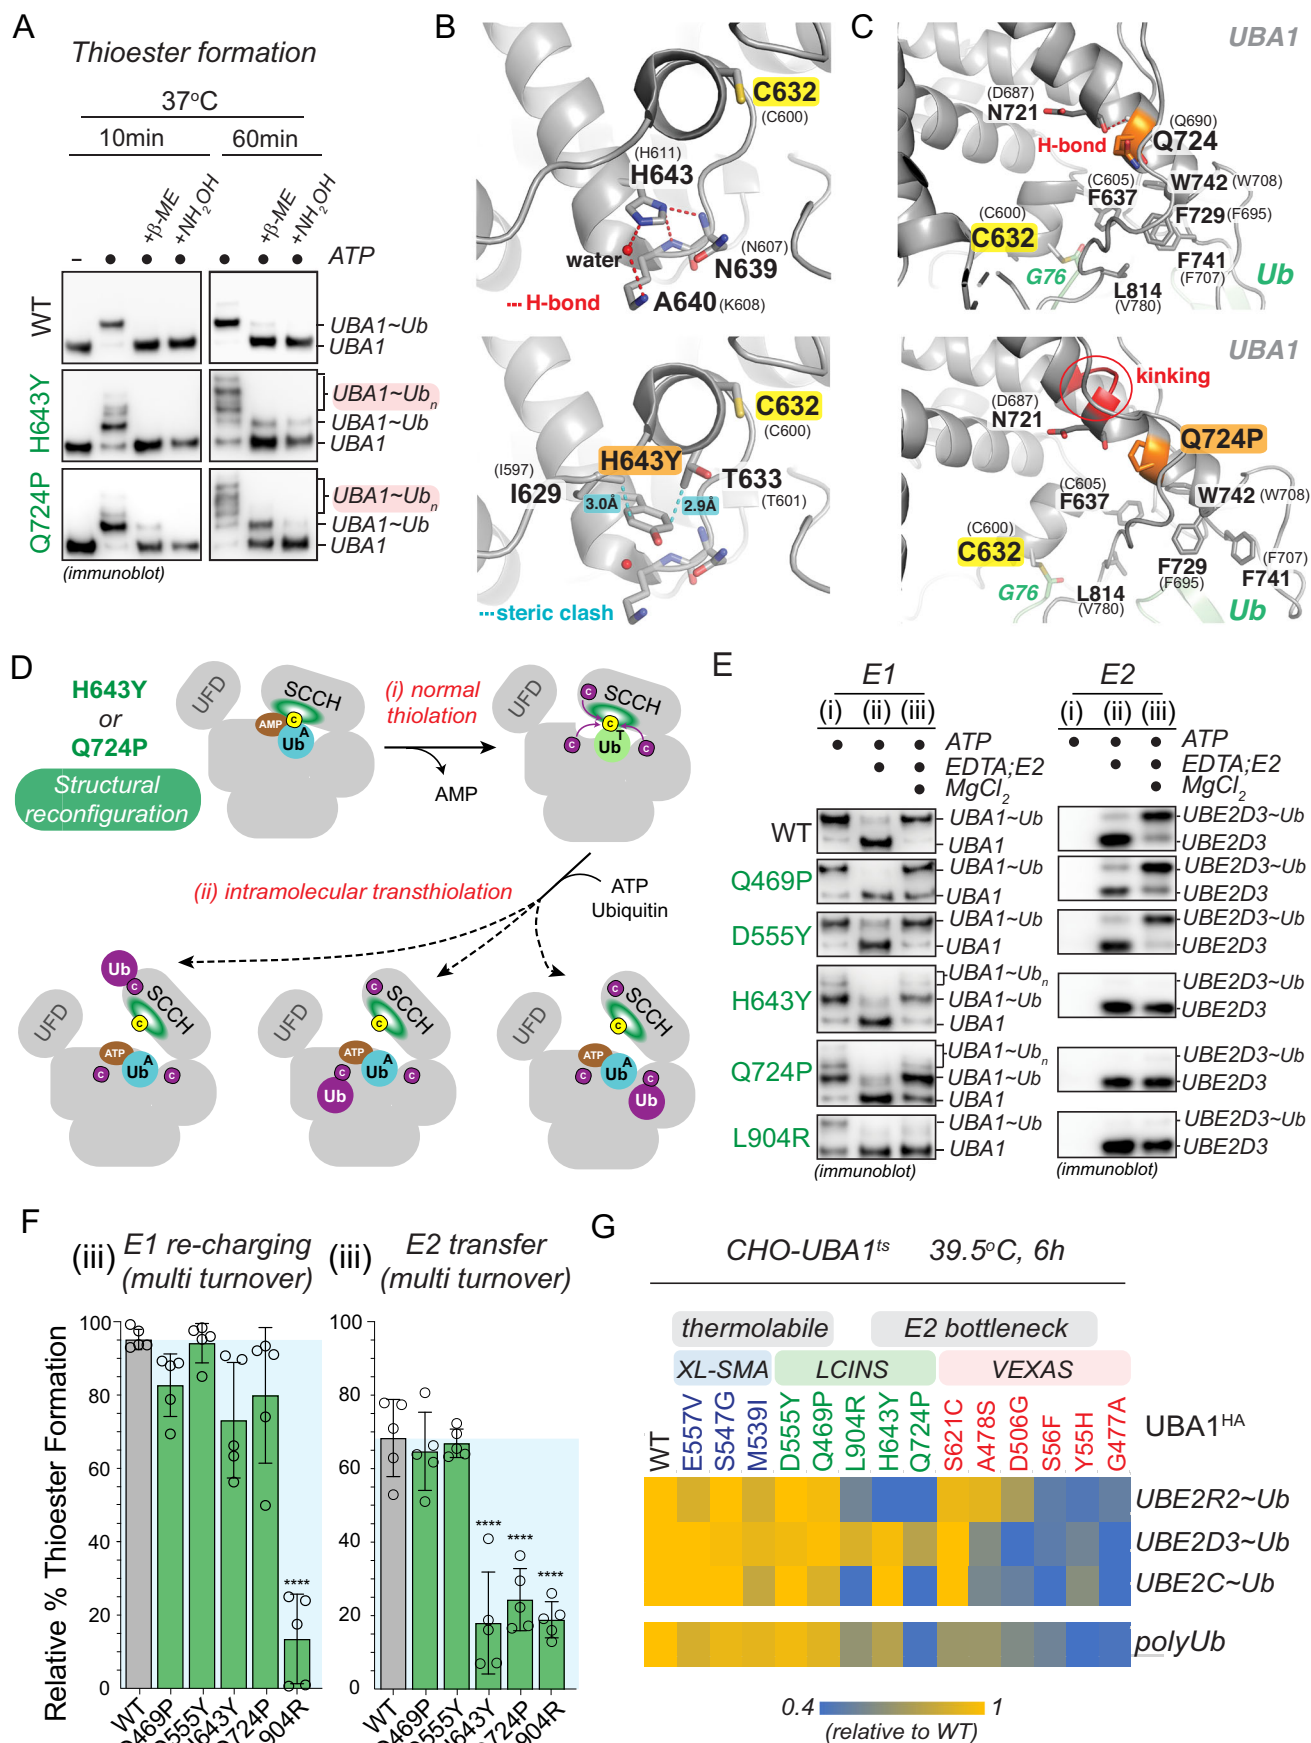 A
Thioester formation
37°C
10min
60min
+β-ME
+NH2OH
+β-ME
+NH2OH
– ATP
WT
UBA1~Ub
UBA1
H643Y
UBA1~Ubn
UBA1~Ub
UBA1
Q724P
UBA1~Ubn
UBA1~Ub
UBA1
(immunoblot)
B
C632
(C600)
(H611)
H643
water
(N607)
N639
A640 (K608)
H-bond
C632
(C600)
H643Y
(I597)
I629
T633
(T601)
3.0Å
2.9Å
steric clash
C
UBA1
(D687)
N721
(Q690)
Q724
H-bond
(C605)
F637
W742 (W708)
F729 (F695)
(C600)
C632
F741
(F707)
G76
L814
(V780)
Ub
UBA1
kinking
(D687)
N721
Q724P
(C605)
F637
W742 (W708)
(C600)
C632
F729
(F695)
(F707)
F741
G76
L814
(V780)
Ub
D
H643Y
or
Q724P
Structural
reconfiguration
UFD
SCCH
AMP
C
Ub A
(i) normal
thiolation
AMP
UFD
SCCH
C
C
Ub T
C
C
(ii) intramolecular transthiolation
ATP
Ubiquitin
Ub
C
SCCH
C
UFD
ATP
Ub A
C
C
C
SCCH
C
UFD
ATP
Ub A
C
C
Ub
C
SCCH
C
UFD
ATP
Ub A
C
C
Ub
E
E1
(i) (ii) (iii)
ATP
EDTA;E2
MgCl2
WT
UBA1~Ub
UBA1
Q469P
UBA1~Ub
UBA1
D555Y
UBA1~Ub
UBA1
H643Y
UBA1~Ubn
UBA1~Ub
UBA1
Q724P
UBA1~Ubn
UBA1~Ub
UBA1
L904R
UBA1~Ub
UBA1
(immunoblot)
E2
(i) (ii) (iii)
ATP
EDTA;E2
MgCl2
UBE2D3~Ub
UBE2D3
UBE2D3~Ub
UBE2D3
UBE2D3~Ub
UBE2D3
UBE2D3~Ub
UBE2D3
UBE2D3~Ub
UBE2D3
UBE2D3~Ub
UBE2D3
(immunoblot)
F
(iii) E1 re-charging
(multi turnover)
Relative % Thioester Formation
100
80
60
40
20
0
****
WT
469P
555Y
643Y
724P
904R
(iii) E2 transfer
(multi turnover)
100
80
60
40
20
0
****
****
****
WT
469P
555Y
643Y
724P
904R
G
CHO-UBA1ts 39.5°C, 6h
thermolabile
E2 bottleneck
XL-SMA
LCINS
VEXAS
WT
E557V
S547G
M539I
D555Y
Q469P
L904R
H643Y
Q724P
S621C
A478S
D506G
S56F
Y55H
G477A
UBA1HA
UBE2R2~Ub
UBE2D3~Ub
UBE2C~Ub
polyUb
0.4 1
(relative to WT)